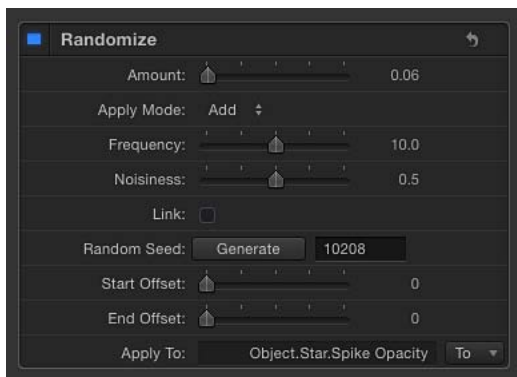 Randomize
Amount: 0.06
Apply Mode: Add
Frequency: 10.0
Noisiness: 0.5
Link:
Random Seed: Generate 10208
Start Offset: 0
End Offset: 0
Apply To: Object.Star.Spike Opacity To